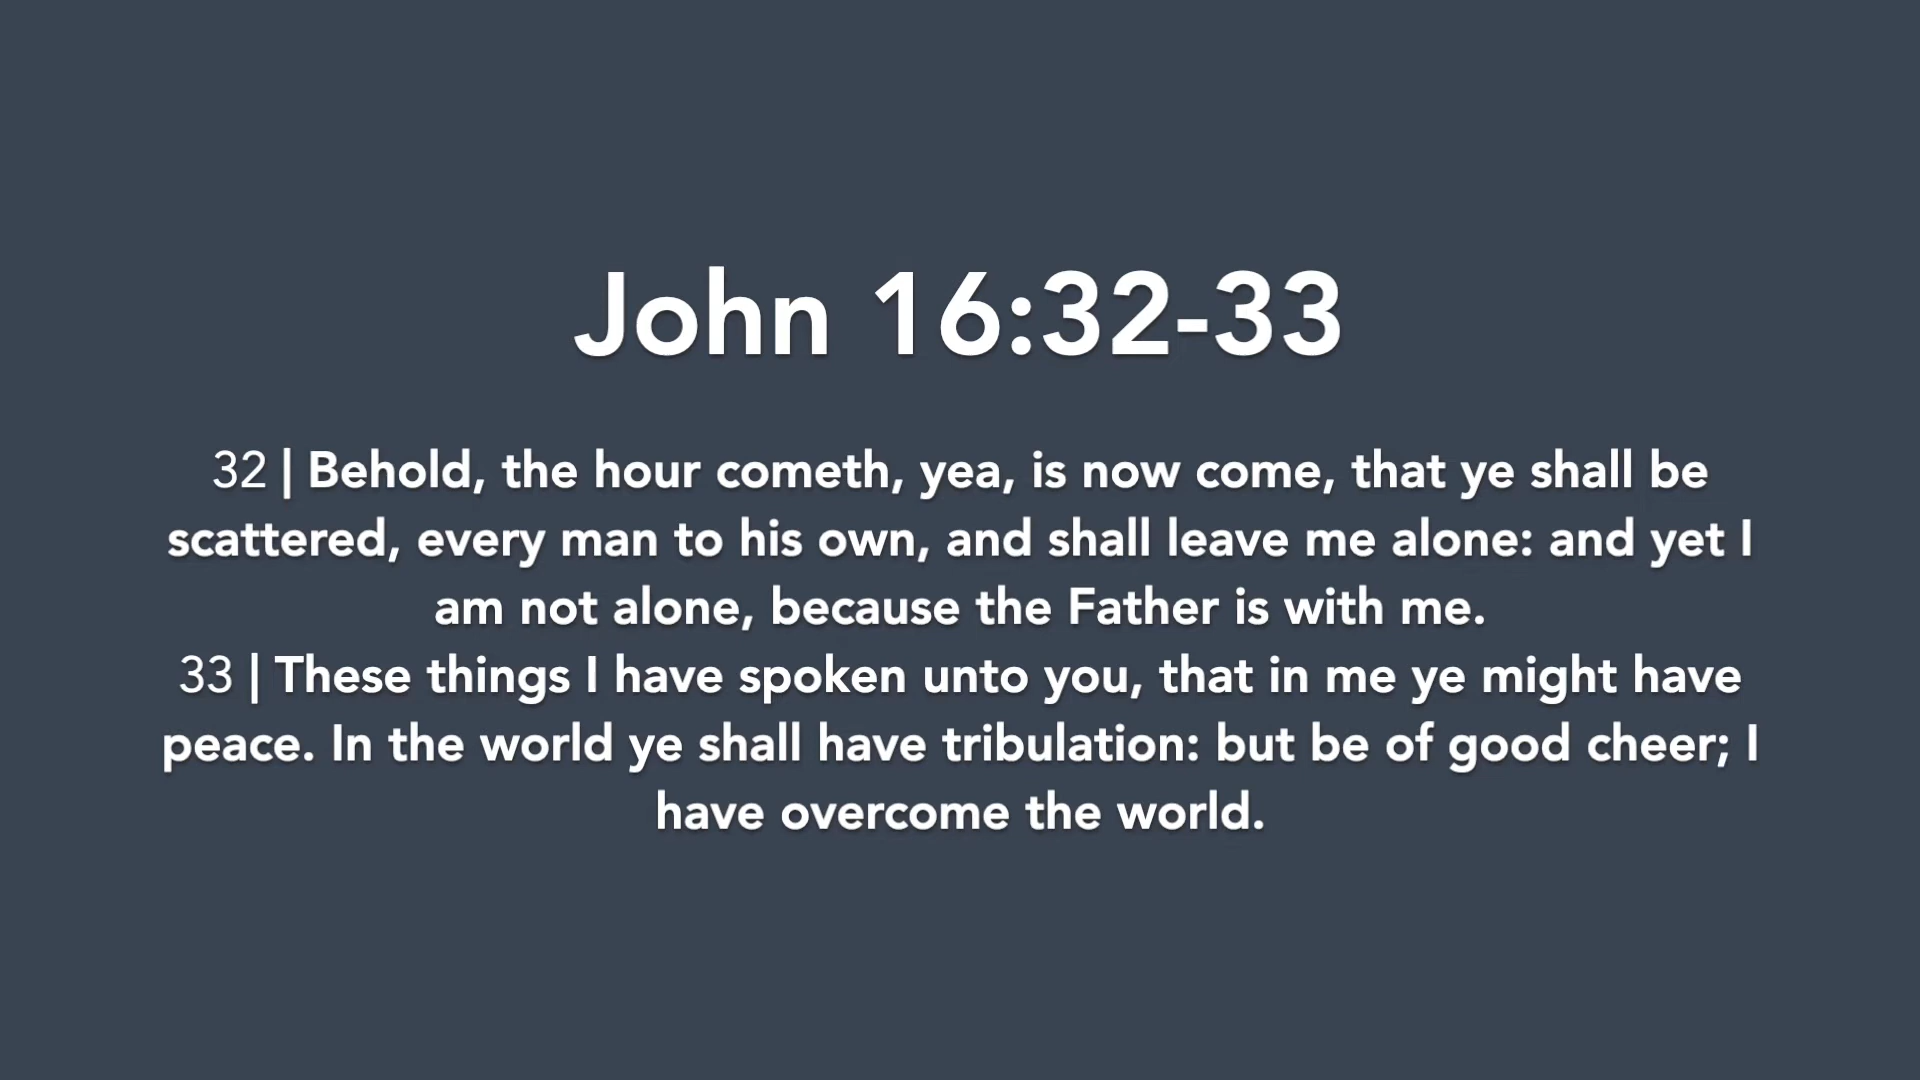 John 16:32-33
32 | Behold, the hour cometh, yea, is now come, that ye shall be
scattered, every man to his own, and shall leave me alone: and yet I
am not alone, because the Father is with me.
33 | These things I have spoken unto you, that in me ye might have
peace. In the world ye shall have tribulation: but be of good cheer; I
have overcome the world.